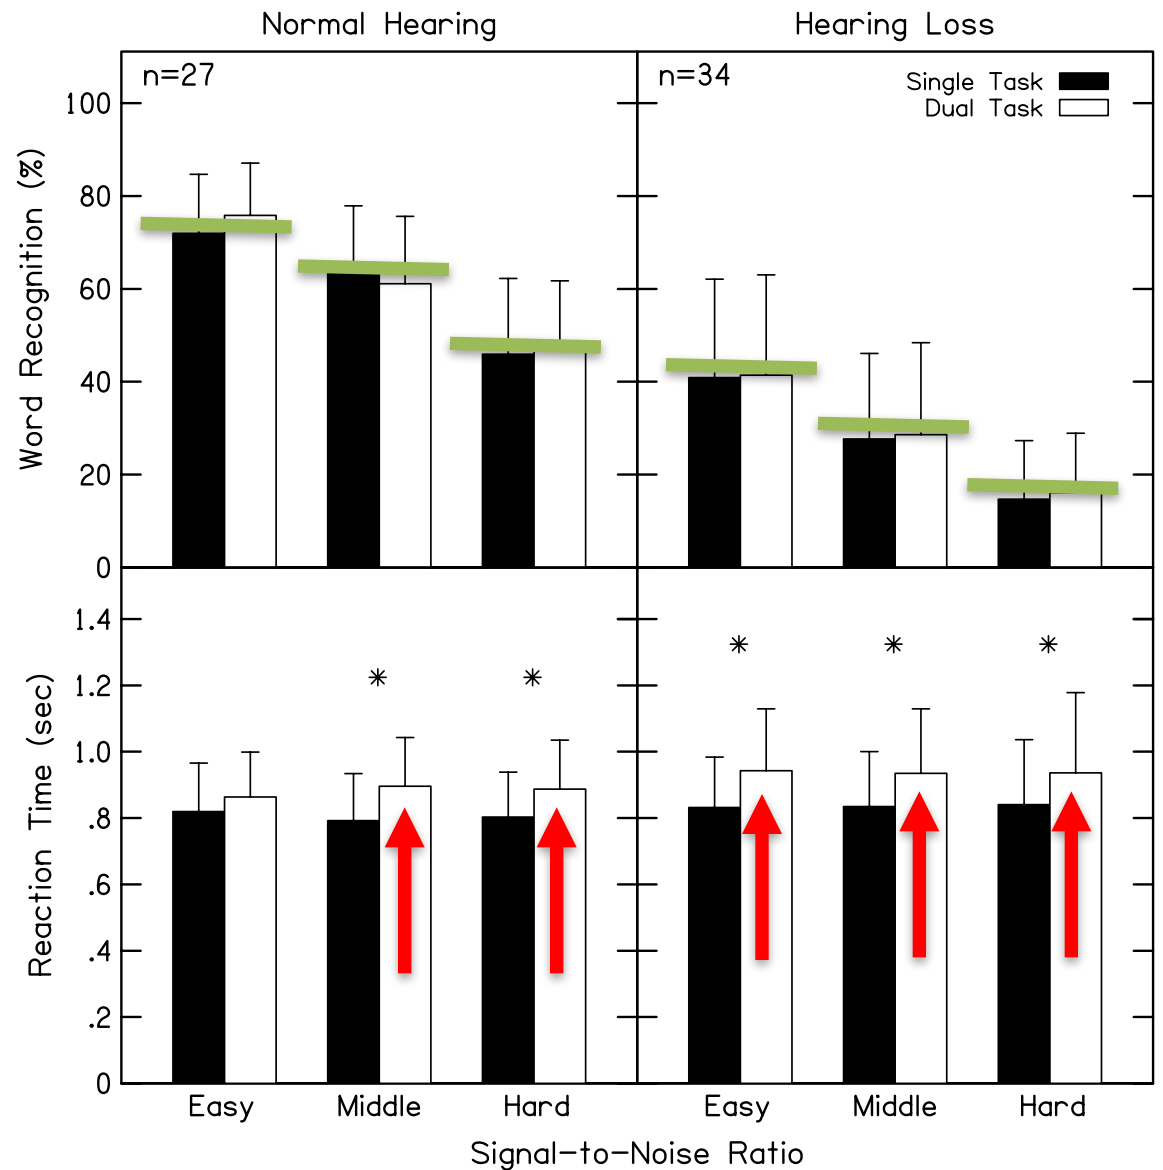 Normal Hearing
Hearing Loss
n=27
n=34
Single Task
Dual Task
Word Recognition (%)
100
80
60
40
20
0
Reaction Time (sec)
1.4
1.2
1.0
.8
.6
.4
.2
0
* *
* * *
Easy Middle Hard
Easy Middle Hard
Signal-to-Noise Ratio